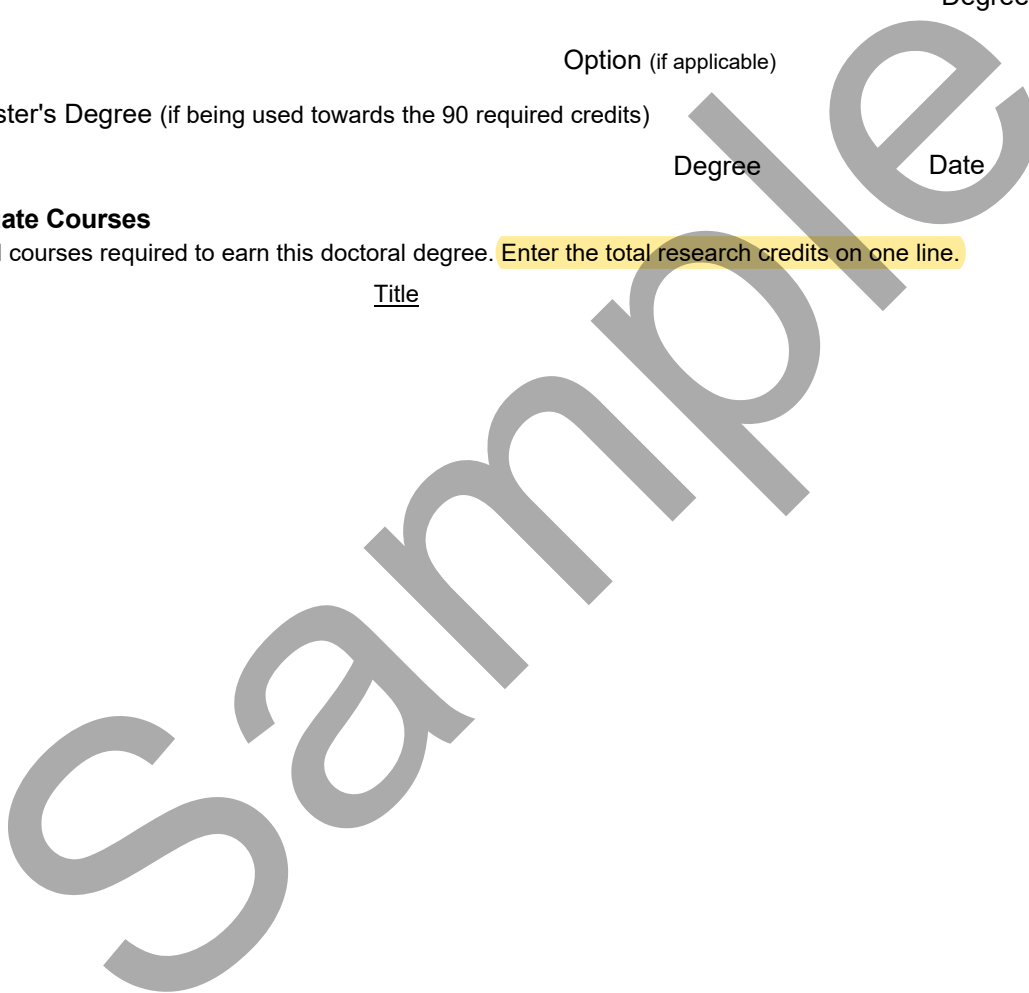 Degree
Option (if applicable)
ster's Degree (if being used towards the 90 required credits)
Degree Date
ate Courses
l courses required to earn this doctoral degree. Enter the total research credits on one line.
Title
Sample